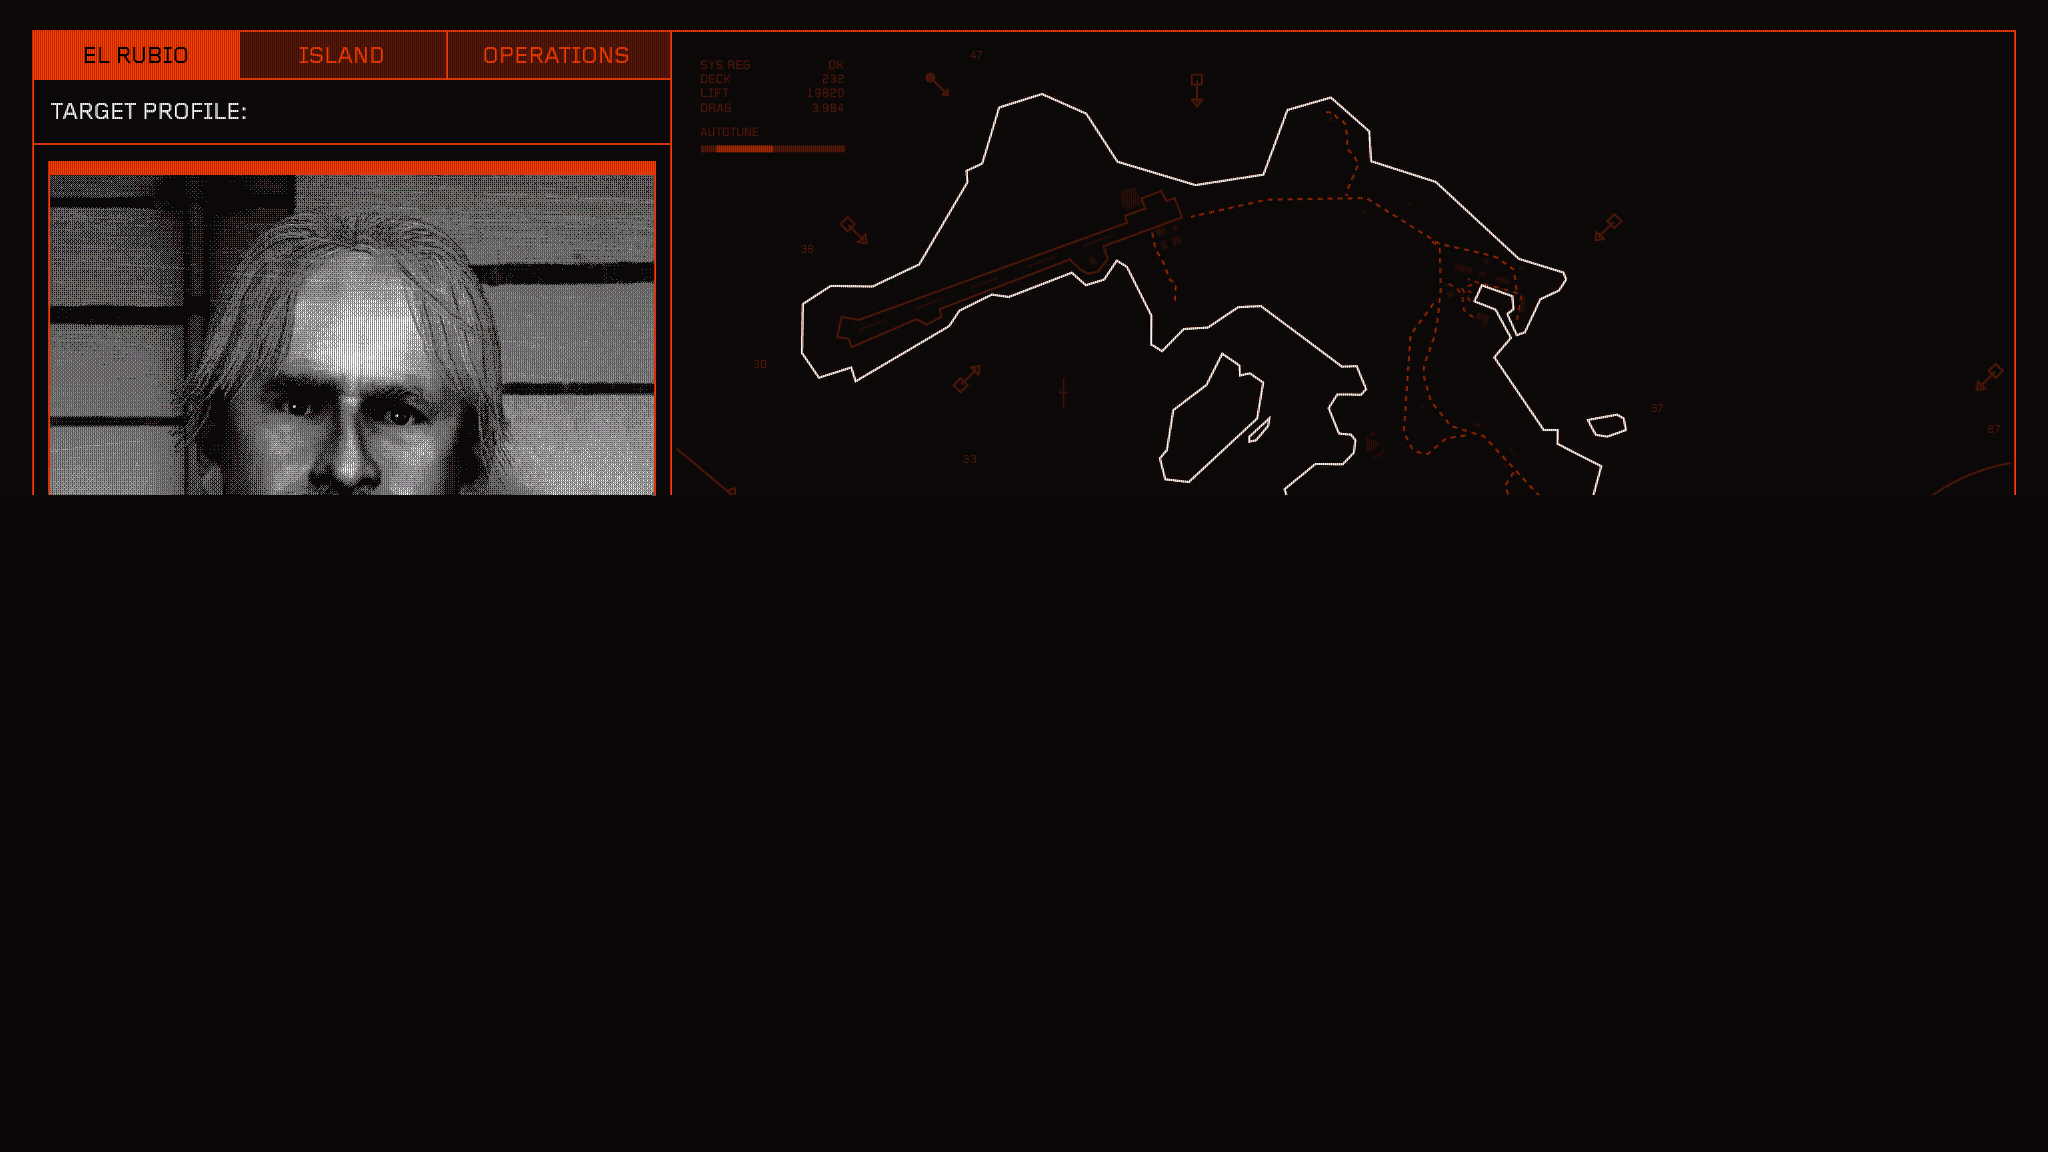 EL RUBIO ISLAND OPERATIONS
TARGET PROFILE:
SYS REG OK
DECK 232
LIFT 19820
DRAG 3.984
AUTOTUNE
47
38
30
33
37
67